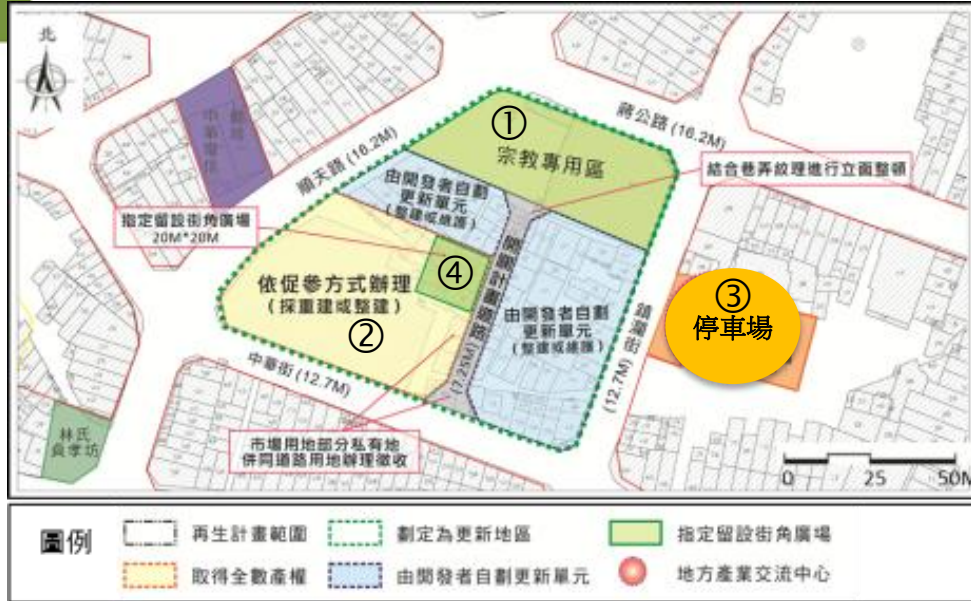 北
①
宗教專用區
蔣公路 (16.2M)
順天路 (16.2M)
中華電信
結合巷弄紋理進行立面整頓
由開發者自劃
更新單元
(整建或維護)
指定留設街角廣場
20M*20M
④
依促參方式辦理
(採重建或整建)
②
開闢計畫道路
(7.25M)
由開發者自劃
更新單元
(整建或維護)
鎮瀾街
(12.7M)
③
停車場
中華街 (12.7M)
市場用地部分私有地
併同道路用地辦理徵收
林氏
貞孝坊
0 25 50M
圖例
再生計畫範圍
劃定為更新地區
指定留設街角廣場
取得全數產權
由開發者自劃更新單元
地方產業交流中心